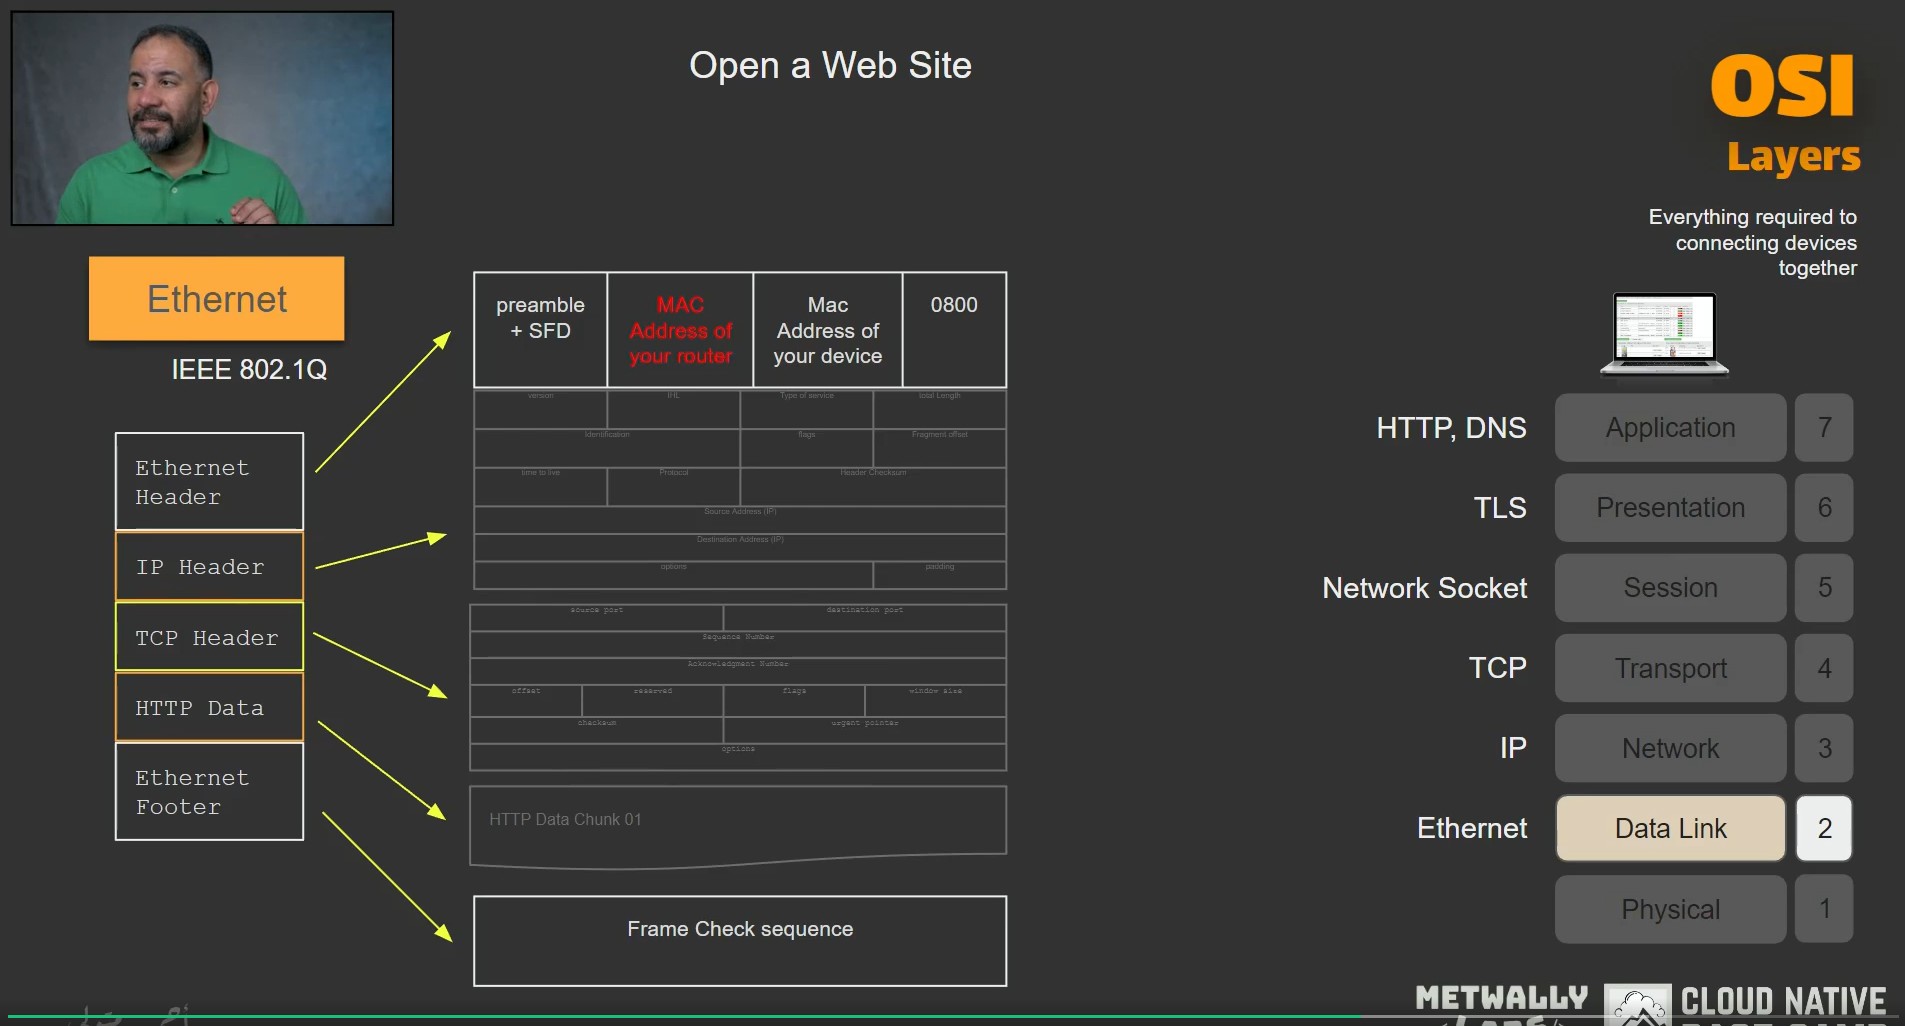 Open a Web Site
OSI
Layers
Everything required to
connecting devices
together
Ethernet
IEEE 802.1Q
Ethernet
Header
IP Header
TCP Header
HTTP Data
Ethernet
Footer
preamble
+ SFD
MAC
Address of
your router
Mac
Address of
your device
0800
version
IHL
Type of service
total Length
Identification
flags
Fragment offset
time to live
Protocol
Header Checksum
Source Address (IP)
Destination Address (IP)
options
padding
source port
destination port
Sequence Number
Acknowledgment Number
offset
reserved
flags
window size
checksum
urgent pointer
options
HTTP Data Chunk 01
Frame Check sequence
HTTP, DNS
Application
7
TLS
Presentation
6
Network Socket
Session
5
TCP
Transport
4
IP
Network
3
Ethernet
Data Link
2
Physical
1
METWALLY
CLOUD NATIVE